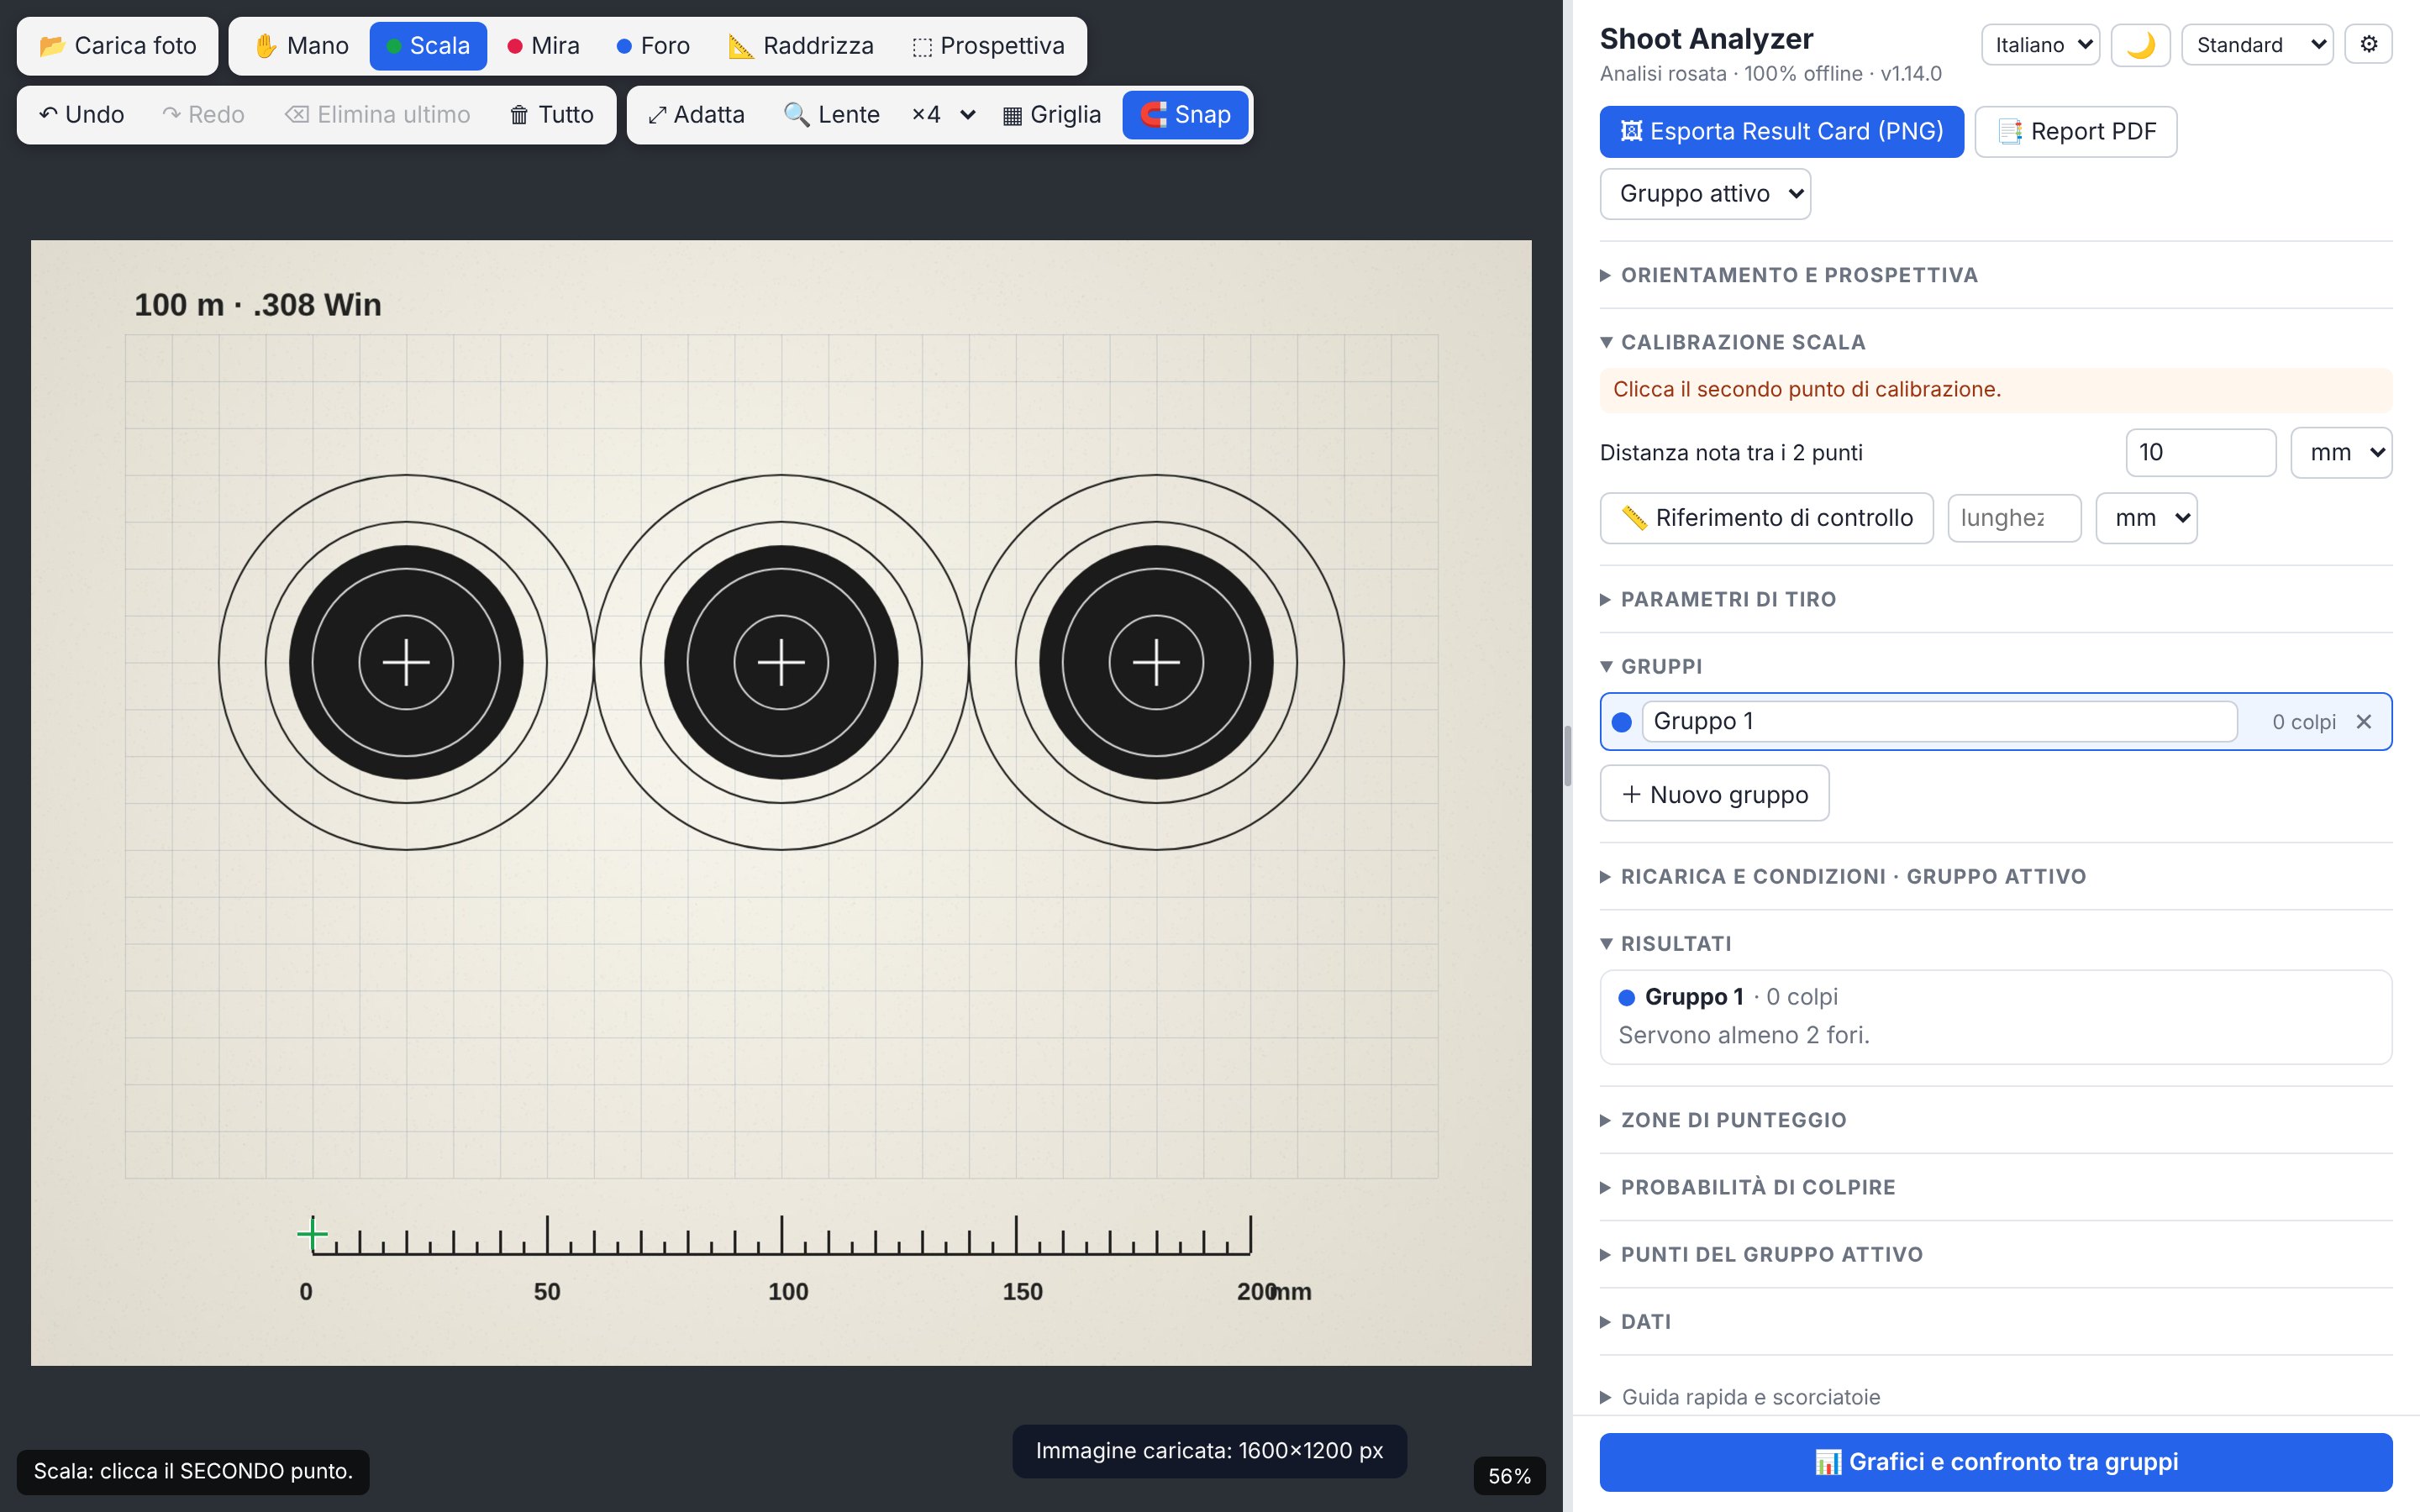 📂 Carica foto
✋ Mano
Scala
Mira
Foro
📐 Raddrizza
⬚ Prospettiva
↶ Undo
↷ Redo
⌫ Elimina ultimo
🗑 Tutto
⤢ Adatta
🔍 Lente
×4
▦ Griglia
🧲 Snap
100 m · .308 Win
0
50
100
150
200mm
Scala: clicca il SECONDO punto.
Immagine caricata: 1600×1200 px
56%
Shoot Analyzer
Analisi rosata · 100% offline · v1.14.0
Italiano
Standard
Esporta Result Card (PNG)
Report PDF
Gruppo attivo
ORIENTAMENTO E PROSPETTIVA
CALIBRAZIONE SCALA
Clicca il secondo punto di calibrazione.
Distanza nota tra i 2 punti
10
mm
Riferimento di controllo
lunghez
mm
PARAMETRI DI TIRO
GRUPPI
Gruppo 1
0 colpi ✕
+ Nuovo gruppo
RICARICA E CONDIZIONI · GRUPPO ATTIVO
RISULTATI
Gruppo 1 · 0 colpi
Servono almeno 2 fori.
ZONE DI PUNTEGGIO
PROBABILITÀ DI COLPIRE
PUNTI DEL GRUPPO ATTIVO
DATI
Guida rapida e scorciatoie
Grafici e confronto tra gruppi